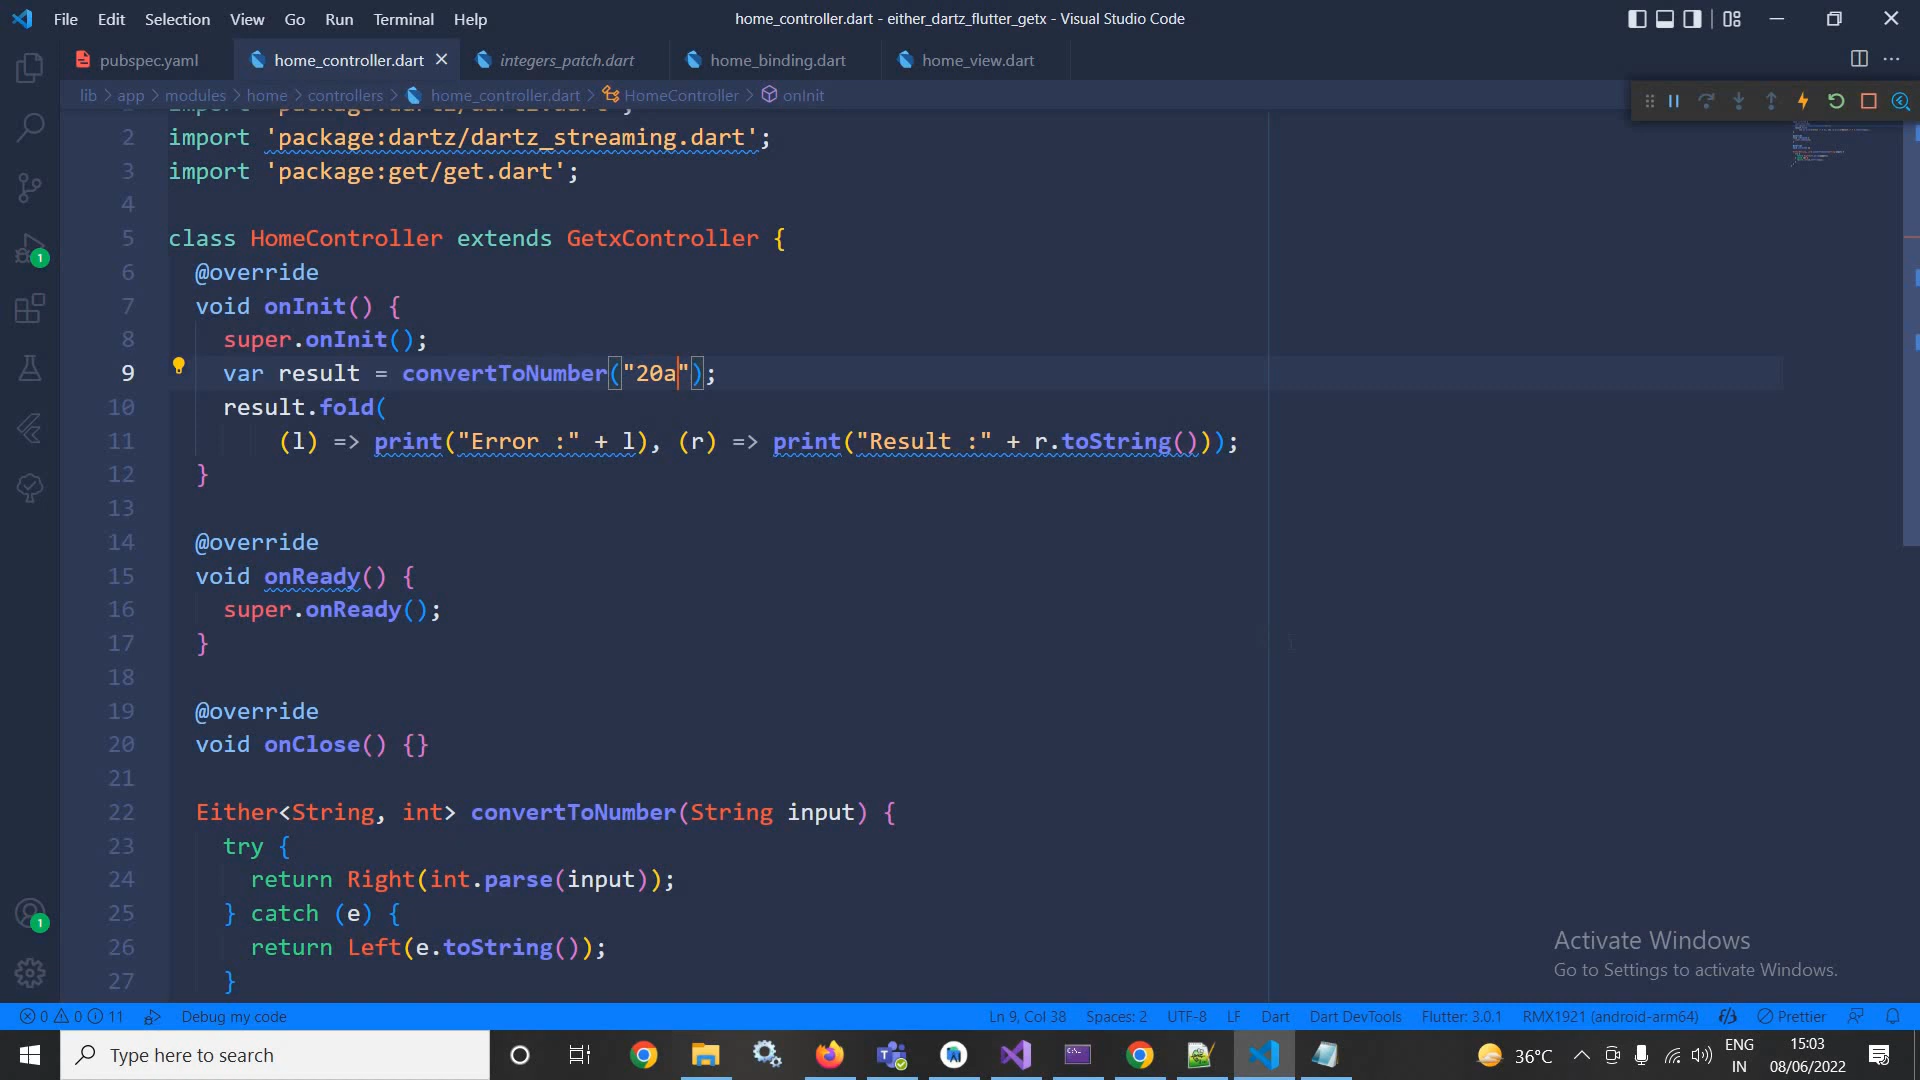 File Edit Selection View Go Run Terminal Help
home_controller.dart - either_dartz_flutter_getx - Visual Studio Code
pubspec.yaml home_controller.dart integers_patch.dart home_binding.dart home_view.dart
lib > app > modules > home > controllers > home_controller.dart > HomeController > onInit
2 import 'package:dartz/dartz_streaming.dart';
3 import 'package:get/get.dart';
4
5 class HomeController extends GetxController {
6 @override
7 void onInit() {
8 super.onInit();
9 var result = convertToNumber("20a");
10 result.fold(
11 (l) => print("Error :" + l), (r) => print("Result :" + r.toString()));
12 }
13
14 @override
15 void onReady() {
16 super.onReady();
17 }
18
19 @override
20 void onClose() {}
21
22 Either<String, int> convertToNumber(String input) {
23 try {
24 return Right(int.parse(input));
25 } catch (e) {
26 return Left(e.toString());
27 }
1
1
Activate Windows
Go to Settings to activate Windows.
0 0 11 Debug my code Ln 9, Col 38 Spaces: 2 UTF-8 LF Dart Dart DevTools Flutter: 3.0.1 RMX1921 (android-arm64) Prettier
Type here to search
36°C
ENG
IN
15:03
08/06/2022